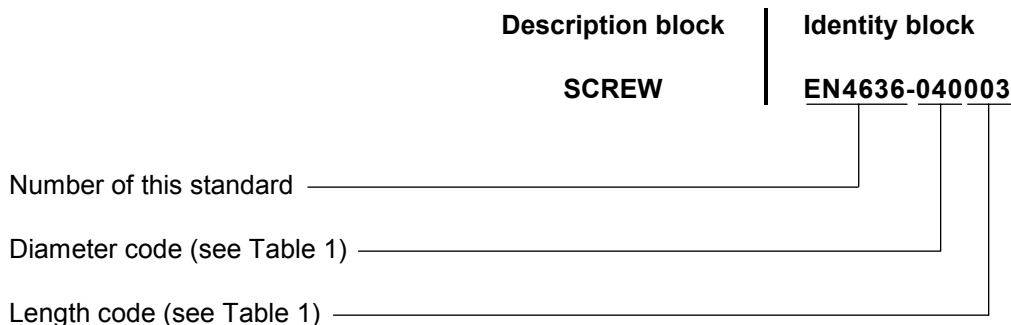 Description block Identity block
SCREW EN4636-040003
Number of this standard
Diameter code (see Table 1)
Length code (see Table 1)